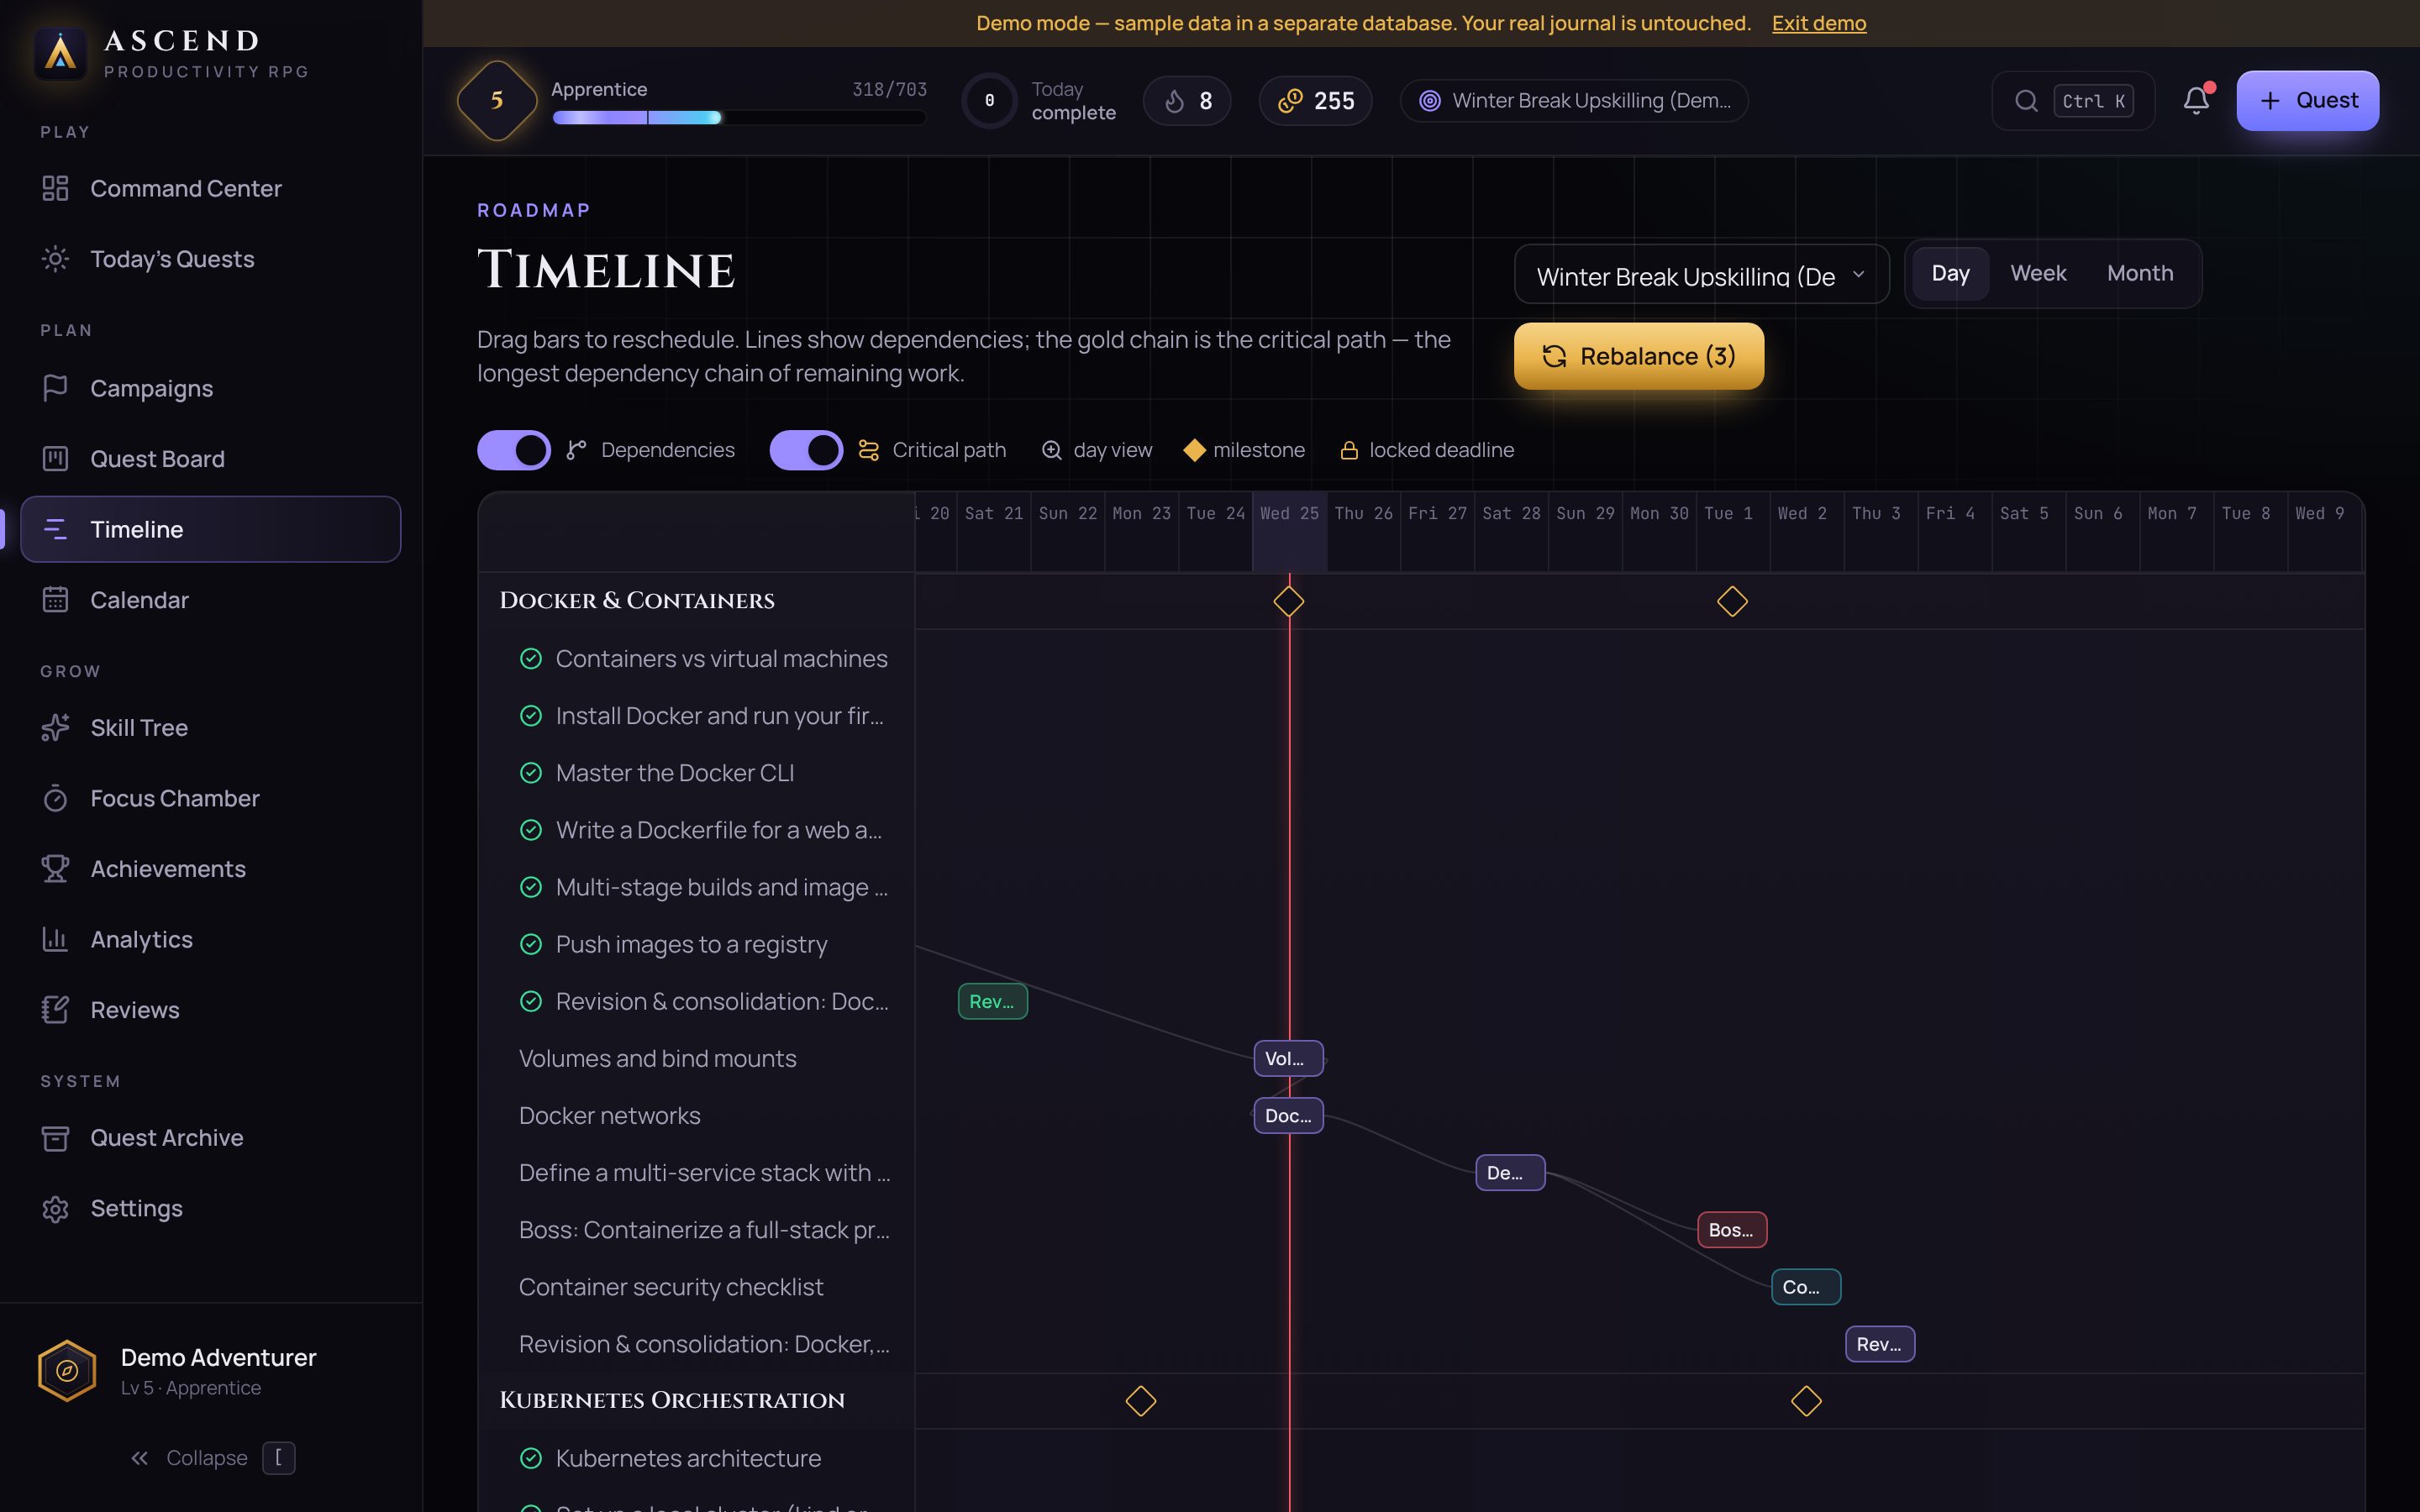 ASCEND
PRODUCTIVITY RPG
PLAY
Command Center
Today's Quests
PLAN
Campaigns
Quest Board
Timeline
Calendar
GROW
Skill Tree
Focus Chamber
Achievements
Analytics
Reviews
SYSTEM
Quest Archive
Settings
Demo Adventurer
Lv 5 · Apprentice
Collapse [
Demo mode — sample data in a separate database. Your real journal is untouched. Exit demo
5
Apprentice 318/703
0
Today
complete
8
255
Winter Break Upskilling (Dem...
Ctrl K
+ Quest
ROADMAP
TIMELINE
Drag bars to reschedule. Lines show dependencies; the gold chain is the critical path — the
longest dependency chain of remaining work.
Winter Break Upskilling (De
Day Week Month
Rebalance (3)
Dependencies Critical path day view milestone locked deadline
i 20 Sat 21 Sun 22 Mon 23 Tue 24 Wed 25 Thu 26 Fri 27 Sat 28 Sun 29 Mon 30 Tue 1 Wed 2 Thu 3 Fri 4 Sat 5 Sun 6 Mon 7 Tue 8 Wed 9
DOCKER & CONTAINERS
Containers vs virtual machines
Install Docker and run your fir...
Master the Docker CLI
Write a Dockerfile for a web a...
Multi-stage builds and image ...
Push images to a registry
Revision & consolidation: Doc... Rev...
Volumes and bind mounts Vol...
Docker networks Doc...
Define a multi-service stack with ... De...
Boss: Containerize a full-stack pr... Bos...
Container security checklist Co...
Revision & consolidation: Docker,... Rev...
KUBERNETES ORCHESTRATION
Kubernetes architecture